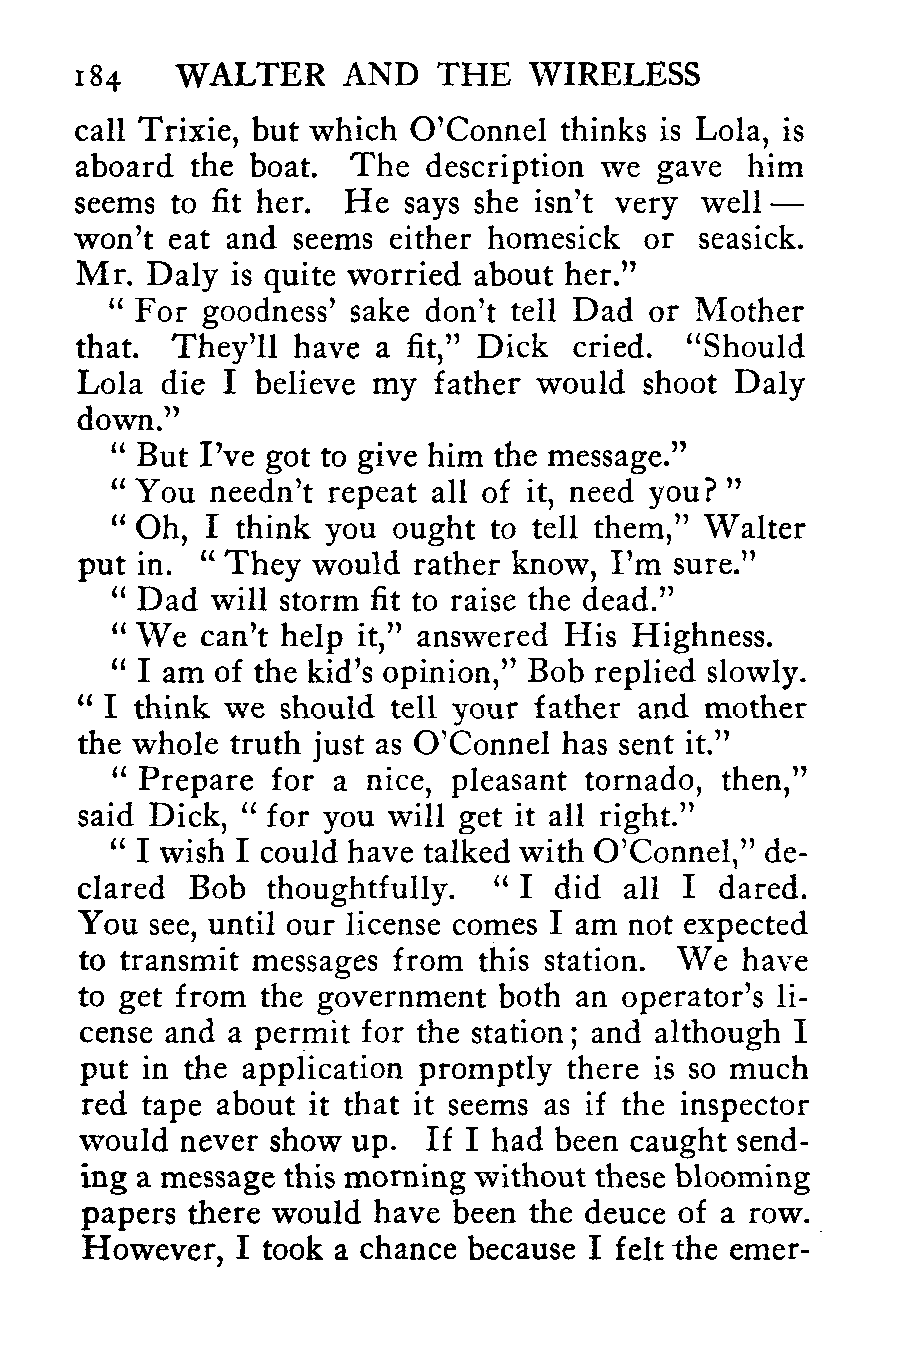 184 WALTER AND THE WIRELESS
call Trixie, but which O'Connel thinks is Lola, is
aboard the boat. The description we gave him
seems to fit her. He says she isn't very well —
won't eat and seems either homesick or seasick.
Mr. Daly is quite worried about her."
" For goodness' sake don't tell Dad or Mother
that. They'll have a fit," Dick cried. "Should
Lola die I believe my father would shoot Daly
down."
" But I've got to give him the message."
" You needn't repeat all of it, need you? "
" Oh, I think you ought to tell them," Walter
put in. " They would rather know, I'm sure."
" Dad will storm fit to raise the dead."
" We can't help it," answered His Highness.
" I am of the kid's opinion," Bob replied slowly.
" I think we should tell your father and mother
the whole truth just as O'Connel has sent it."
" Prepare for a nice, pleasant tornado, then,"
said Dick, " for you will get it all right."
" I wish I could have talked with O'Connel," de-
clared Bob thoughtfully. " I did all I dared.
You see, until our license comes I am not expected
to transmit messages from this station. We have
to get from the government both an operator's li-
cense and a permit for the station; and although I
put in the application promptly there is so much
red tape about it that it seems as if the inspector
would never show up. If I had been caught send-
ing a message this morning without these blooming
papers there would have been the deuce of a row.
However, I took a chance because I felt the emer-